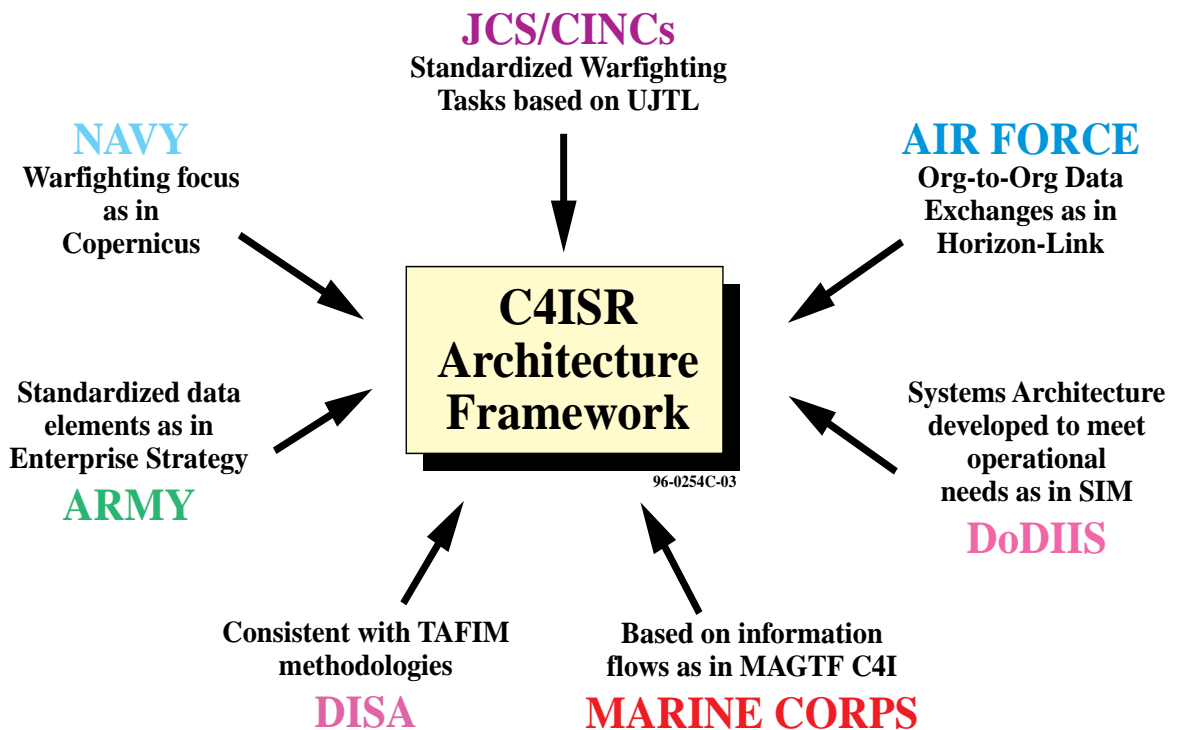 JCS/CINCs
Standardized Warfighting
Tasks based on UJTL
NAVY
Warfighting focus
as in
Copernicus
AIR FORCE
Org-to-Org Data
Exchanges as in
Horizon-Link
C4ISR
Architecture
Framework
96-0254C-03
Standardized data
elements as in
Enterprise Strategy
ARMY
Systems Architecture
developed to meet
operational
needs as in SIM
DoDIIS
Consistent with TAFIM
methodologies
DISA
Based on information
flows as in MAGTF C4I
MARINE CORPS